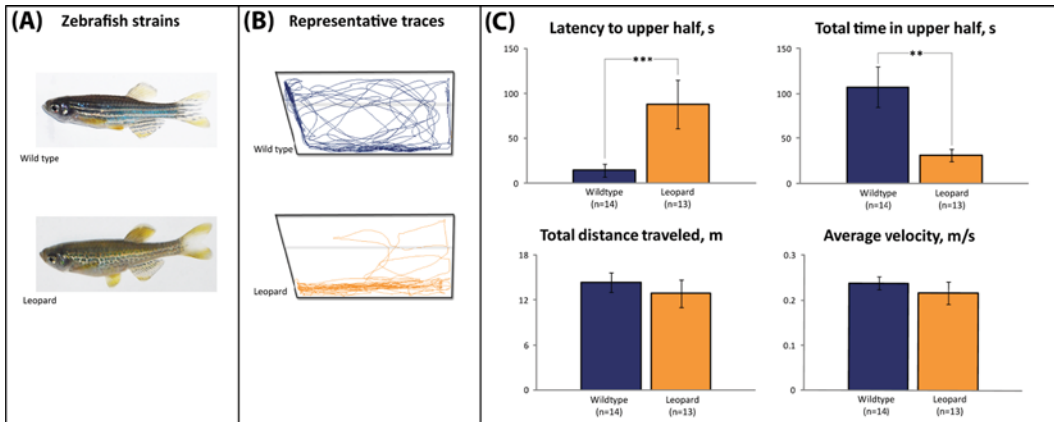 (A) Zebrafish strains
Wild type
Leopard
(B) Representative traces
Wild type
Leopard
(C)
Latency to upper half, s
150
100
50
0
***
Wildtype
(n=14)
Leopard
(n=13)
Total time in upper half, s
150
100
50
0
**
Wildtype
(n=14)
Leopard
(n=13)
Total distance traveled, m
18
12
6
0
Wildtype
(n=14)
Leopard
(n=13)
Average velocity, m/s
0.3
0.2
0.1
0
Wildtype
(n=14)
Leopard
(n=13)